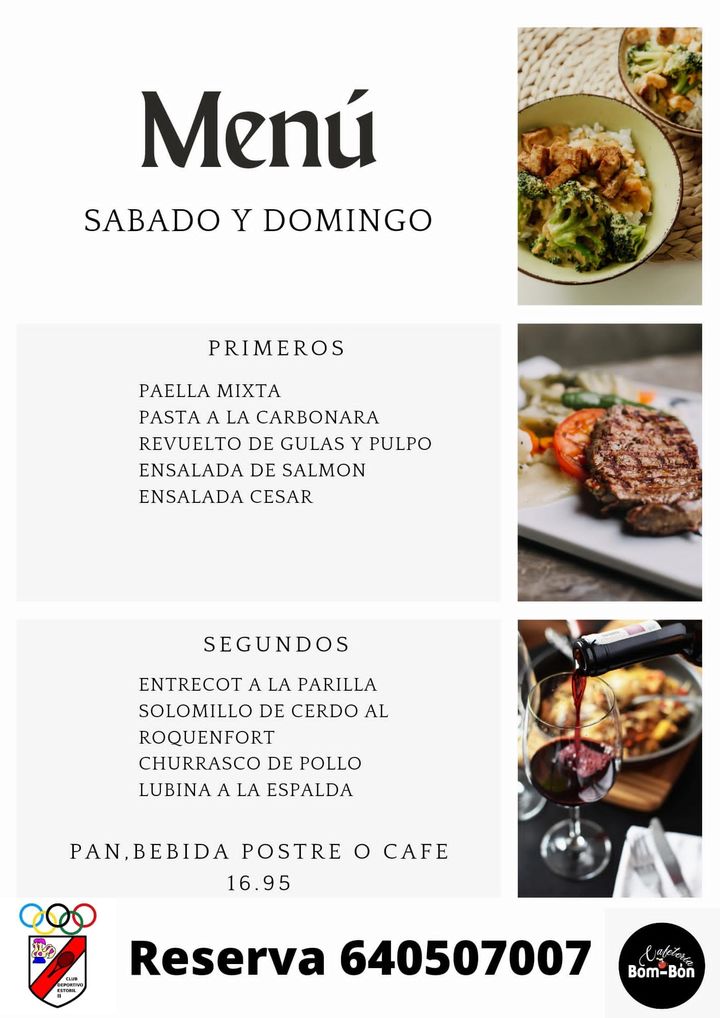 Menú
SABADO Y DOMINGO
PRIMEROS
PAELLA MIXTA
PASTA A LA CARBONARA
REVUELTO DE GULAS Y PULPO
ENSALADA DE SALMON
ENSALADA CESAR
SEGUNDOS
ENTRECOT A LA PARILLA
SOLOMILLO DE CERDO AL
ROQUENFORT
CHURRASCO DE POLLO
LUBINA A LA ESPALDA
PAN,BEBIDA POSTRE O CAFE
16.95
CLUB
DEPORTIVO
ESTORIL
II
Reserva 640507007
Cafetería
Bom-Bón